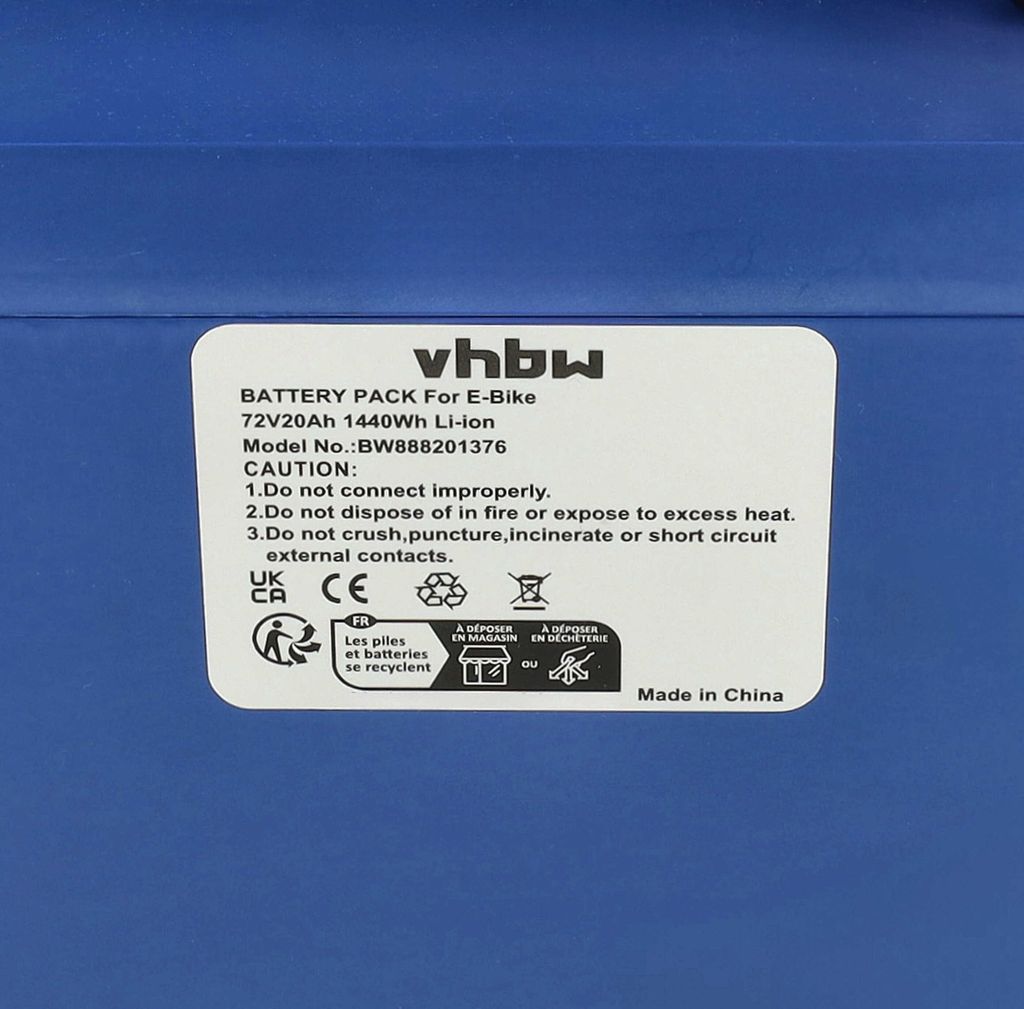 vhbw
BATTERY PACK For E-Bike
72V20Ah 1440Wh Li-ion
Model No.:BW888201376
CAUTION:
1.Do not connect improperly.
2.Do not dispose of in fire or expose to excess heat.
3.Do not crush,puncture,incinerate or short circuit
external contacts.
UK
CA
CE
FR
Les piles
et batteries
se recyclent
À DÉPOSER
EN MAGASIN
OU
À DÉPOSER
EN DÉCHÈTERIE
Made in China